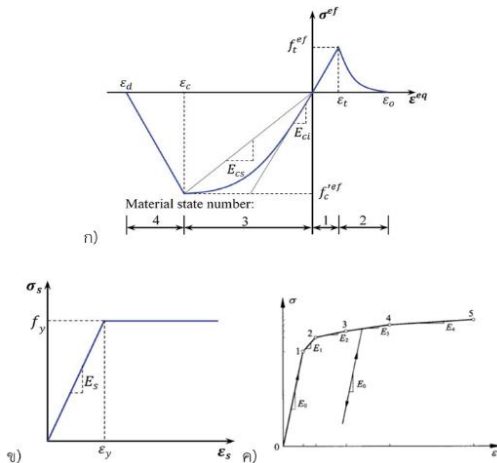 σ^ef
f_t^ef
ε_d
ε_c
ε_t
ε_o
ε^eq
E_ci
E_cs
f'_c^ef
Material state number:
4
3
1
2
ก)
σ_s
f_y
E_s
ε_y
ε_s
ข)
σ
1
2
3
4
5
E_1
E_2
E_3
E_4
E_0
E_0
0
ε
ค)